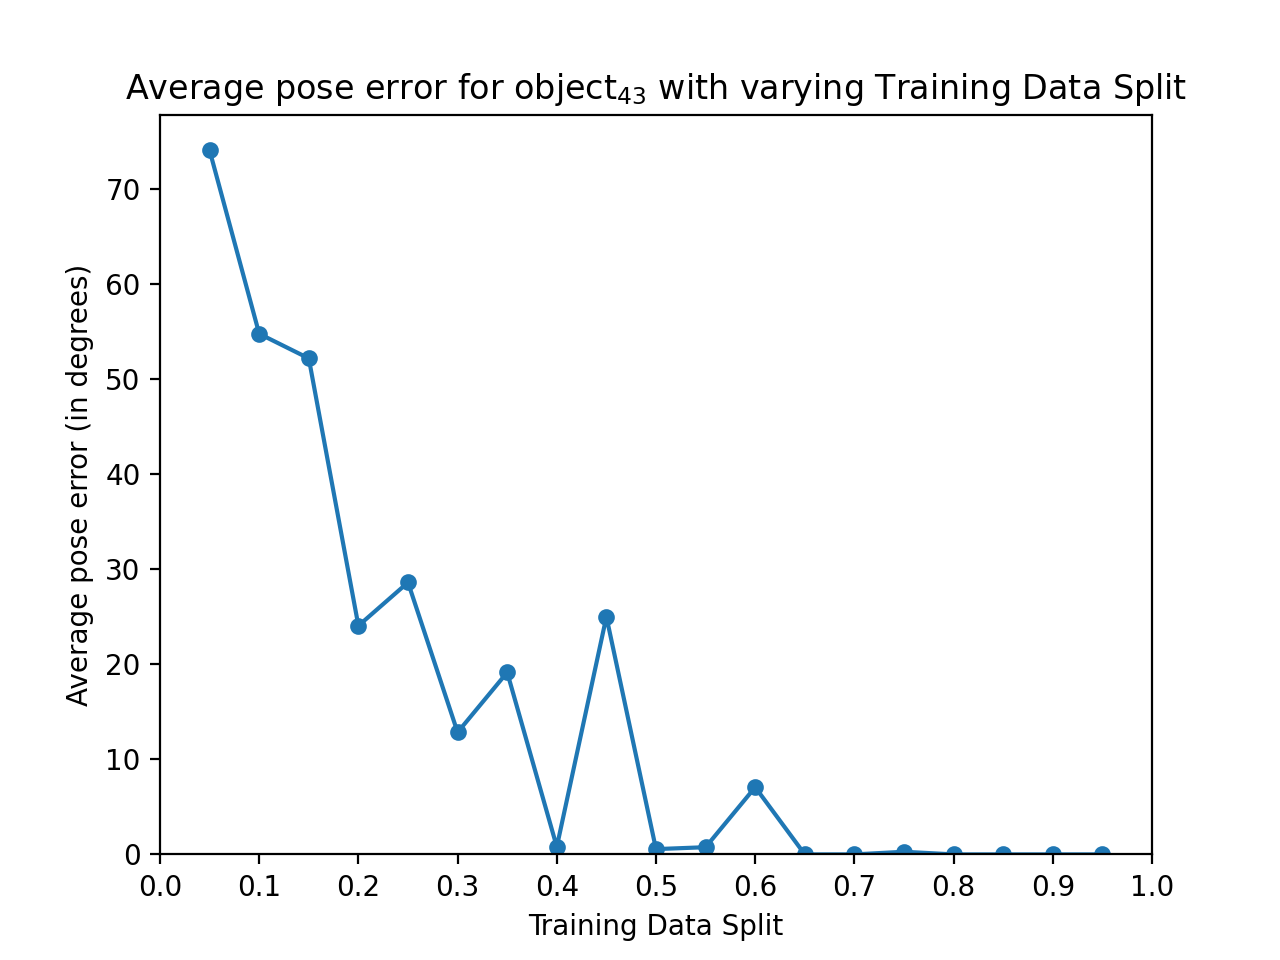 Average pose error for object₄₃ with varying Training Data Split
Average pose error (in degrees)
70
60
50
40
30
20
10
0
0.0 0.1 0.2 0.3 0.4 0.5 0.6 0.7 0.8 0.9 1.0
Training Data Split